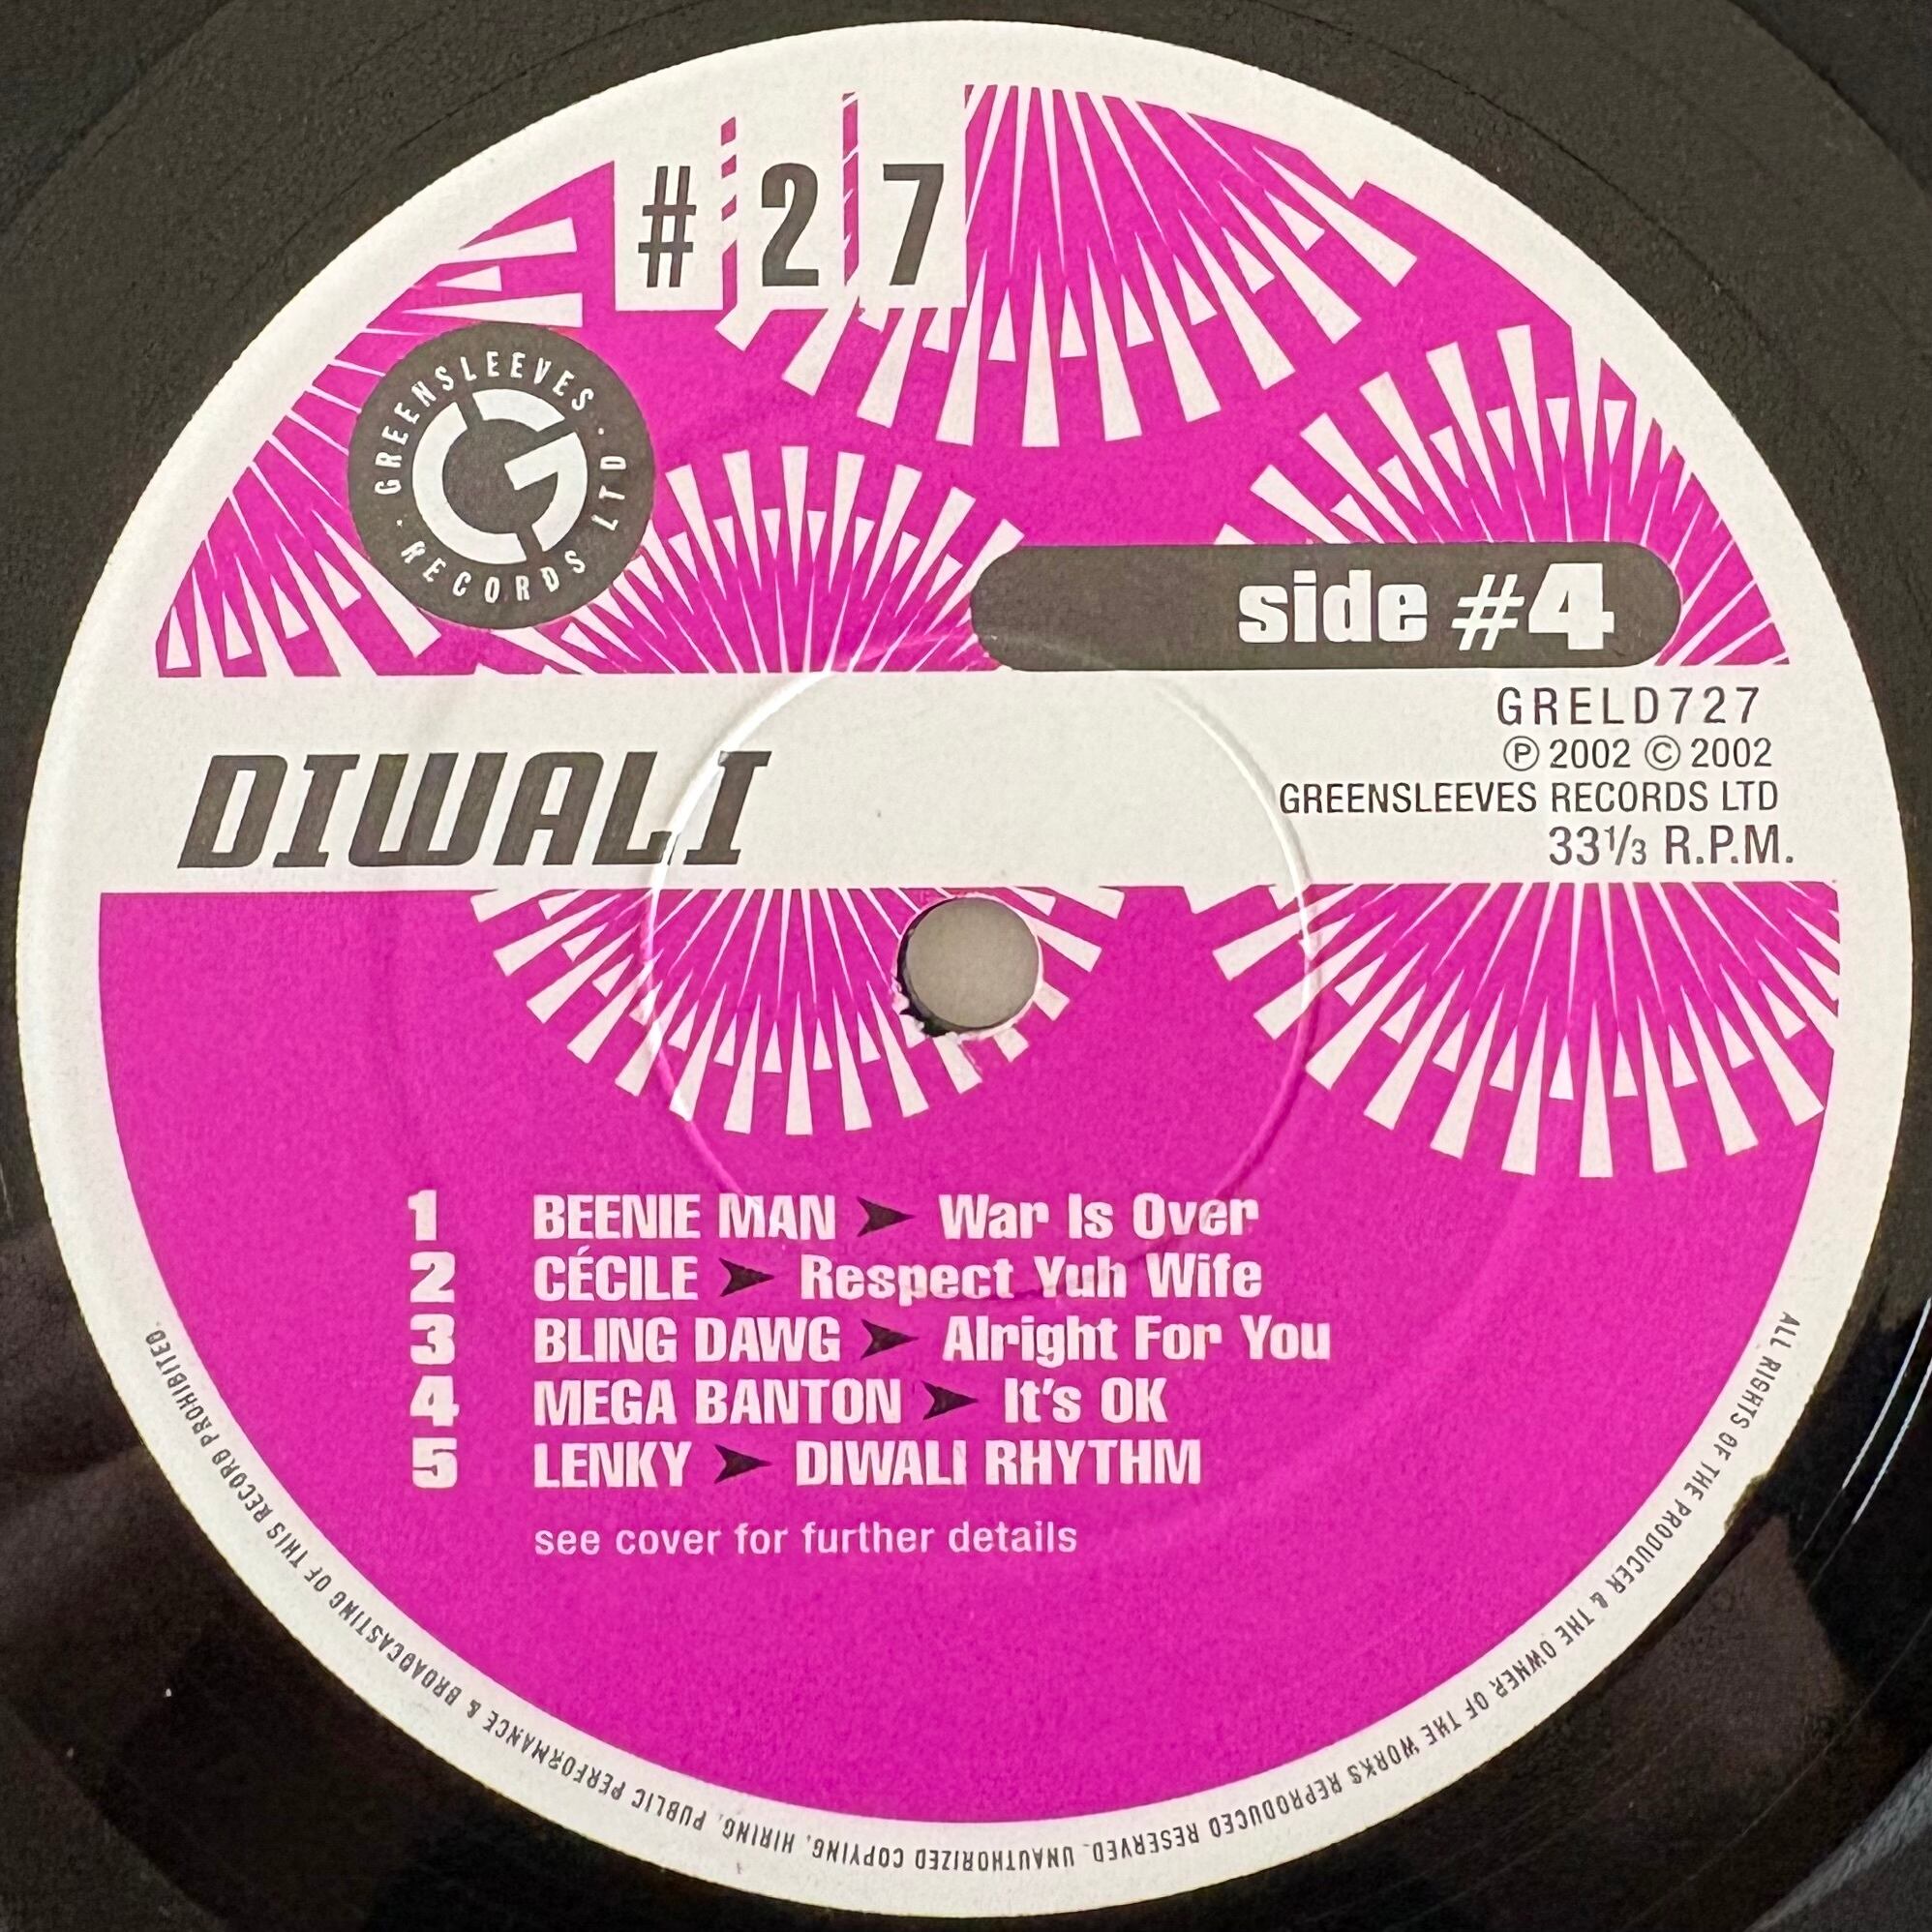 #27
GREENSLEEVES · RECORDS LTD ·
side #4
GRELD727
℗ 2002 © 2002
GREENSLEEVES RECORDS LTD
33⅓ R.P.M.
DIWALI
1 BEENIE MAN ➤ War Is Over
2 CÉCILE ➤ Respect Yuh Wife
3 BLING DAWG ➤ Alright For You
4 MEGA BANTON ➤ It's OK
5 LENKY ➤ DIWALI RHYTHM
see cover for further details
ALL RIGHTS OF THE PRODUCER & THE OWNER OF THE WORKS REPRODUCED RESERVED. UNAUTHORIZED COPYING, HIRING, PUBLIC PERFORMANCE & BROADCASTING OF THIS RECORD PROHIBITED.